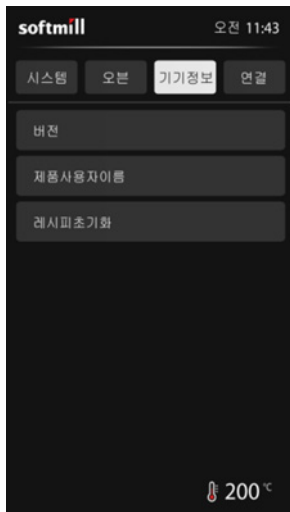 softmill 오전 11:43
시스템 오븐 기기정보 연결
버전
제품사용자이름
레시피초기화
200 ℃